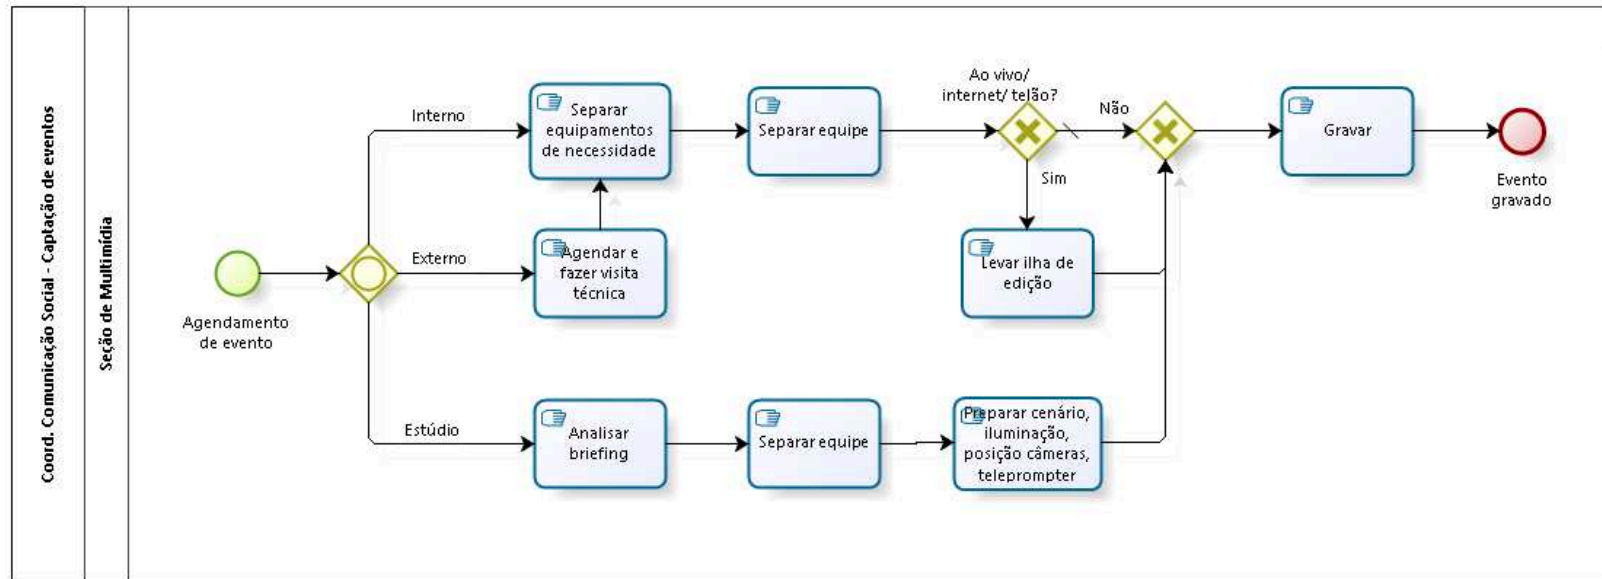 Coord. Comunicação Social - Captação de eventos
Seção de Multimídia
Agendamento
de evento
Interno
Externo
Estúdio
Separar
equipamentos
de necessidade
Separar equipe
Ao vivo/
internet/ telão?
Não
Sim
Gravar
Evento
gravado
Agendar e
fazer visita
técnica
Levar ilha de
edição
Analisar
briefing
Separar equipe
Preparar cenário,
iluminação,
posição câmeras,
teleprompter